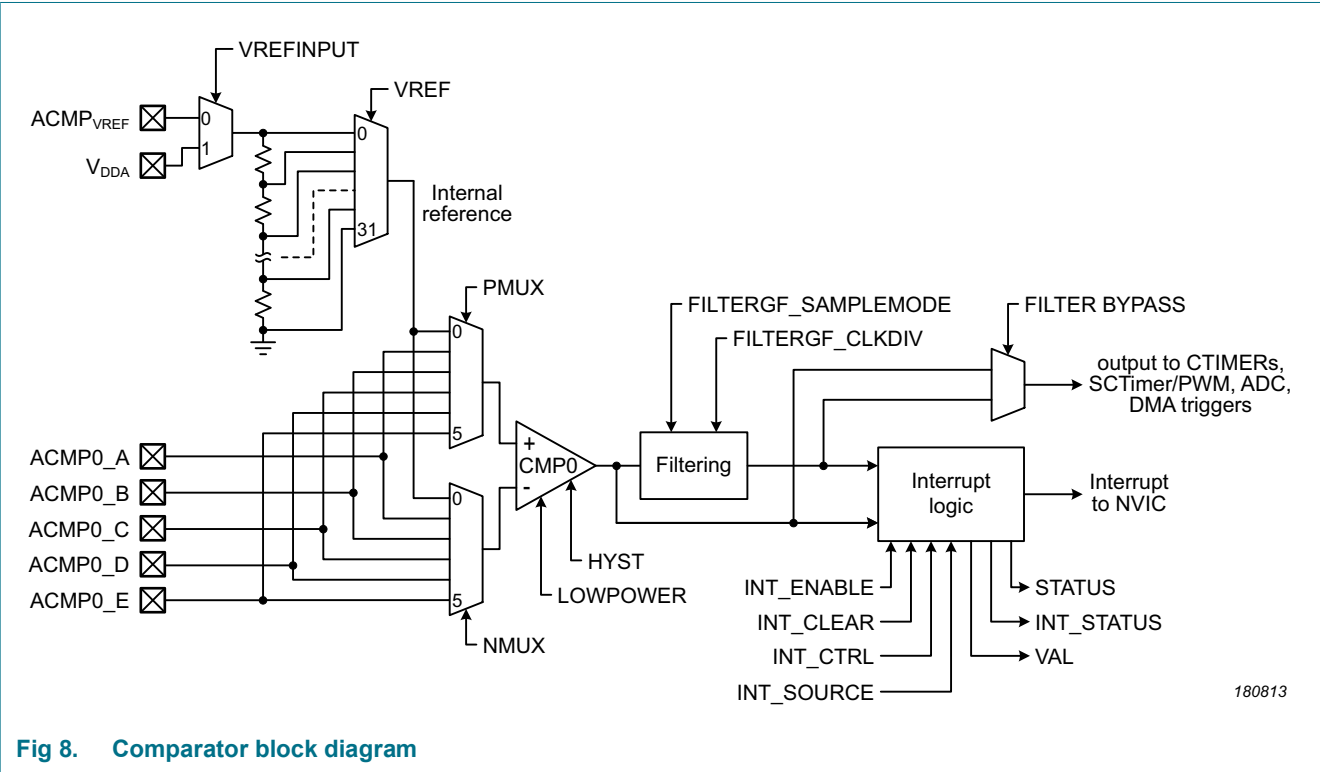 VREFINPUT
VREF
ACMPVREF
0
VDDA
1
0
Internal
reference
31
PMUX
0
5
FILTERGF_SAMPLEMODE
FILTERGF_CLKDIV
FILTER BYPASS
output to CTIMERs,
SCTimer/PWM, ADC,
DMA triggers
ACMP0_A
ACMP0_B
ACMP0_C
ACMP0_D
ACMP0_E
0
5
NMUX
+
CMP0
-
HYST
LOWPOWER
Filtering
Interrupt
logic
Interrupt
to NVIC
INT_ENABLE
INT_CLEAR
INT_CTRL
INT_SOURCE
STATUS
INT_STATUS
VAL
180813
Fig 8. Comparator block diagram